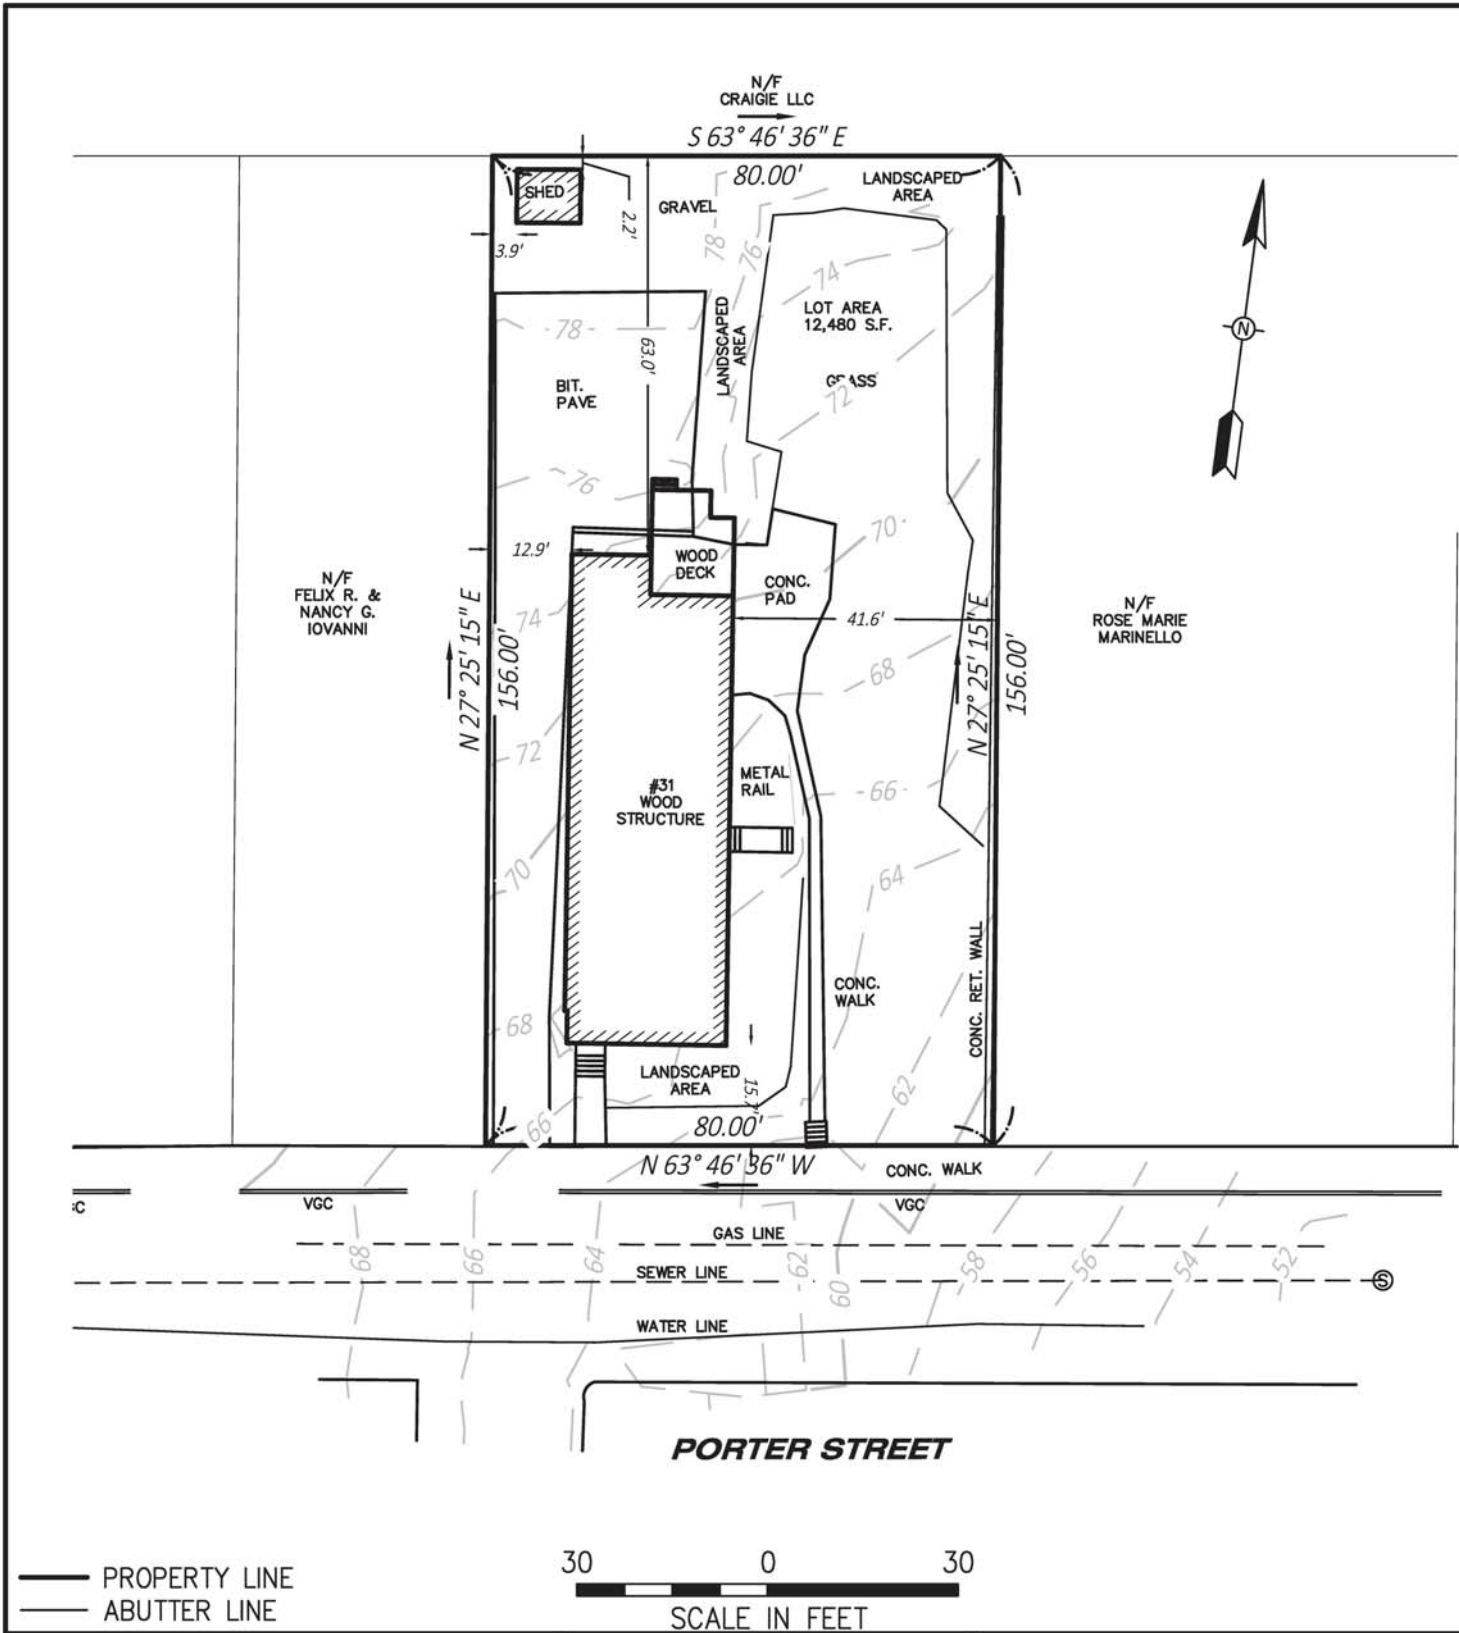 N/F
CRAIGIE LLC
S 63° 46' 36" E
80.00'
LANDSCAPED
AREA
SHED
GRAVEL
2.2'
3.9'
78
76
74
LANDSCAPED
AREA
LOT AREA
12,480 S.F.
78
63.0'
BIT.
PAVE
GRASS
72
N
76
70
12.9'
WOOD
DECK
CONC.
PAD
N/F
FELIX R. &
NANCY G.
IOVANNI
N 27° 25' 15" E
156.00'
74
41.6'
N 27° 25' 15" E
156.00'
N/F
ROSE MARIE
MARINELLO
68
72
METAL
RAIL
66
#31
WOOD
STRUCTURE
70
64
CONC. RET. WALL
CONC.
WALK
68
LANDSCAPED
AREA
15.7'
62
66
80.00'
N 63° 46' 36" W
CONC. WALK
VGC
VGC
GAS LINE
68
66
64
62
60
58
56
54
52
SEWER LINE
S
WATER LINE
PORTER STREET
30 0 30
SCALE IN FEET
PROPERTY LINE
ABUTTER LINE